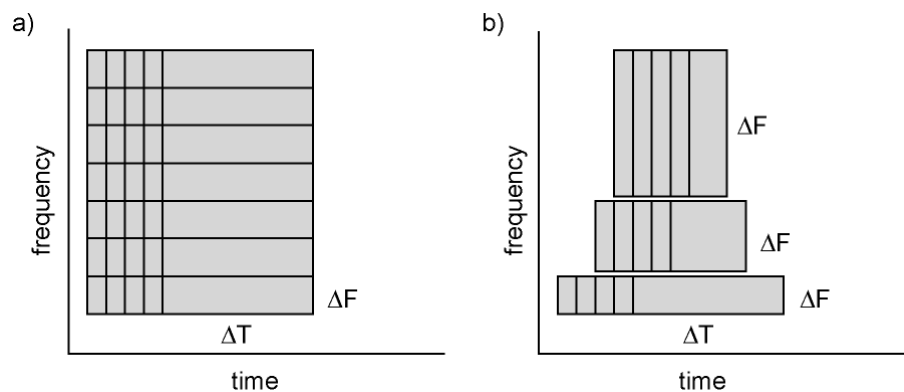 a)
frequency
ΔF
ΔT
time
b)
frequency
ΔF
ΔF
ΔF
ΔT
time